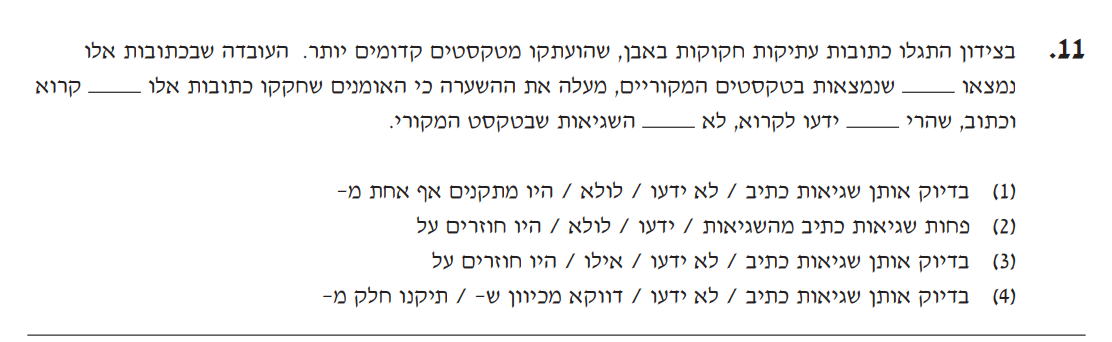 11. בצידון התגלו כתובות עתיקות חקוקות באבן, שהועתקו מטקסטים קדומים יותר. העובדה שבכתובות אלו
נמצאו _____ שנמצאות בטקסטים המקוריים, מעלה את ההשערה כי האומנים שחקקו כתובות אלו _____ קרוא
וכתוב, שהרי _____ ידעו לקרוא, לא _____ השגיאות שבטקסט המקורי.
(1) בדיוק אותן שגיאות כתיב / לא ידעו / לולא / היו מתקנים אף אחת מ-
(2) פחות שגיאות כתיב מהשגיאות / ידעו / לולא / היו חוזרים על
(3) בדיוק אותן שגיאות כתיב / לא ידעו / אילו / היו חוזרים על
(4) בדיוק אותן שגיאות כתיב / לא ידעו / דווקא מכיוון ש- / תיקנו חלק מ-